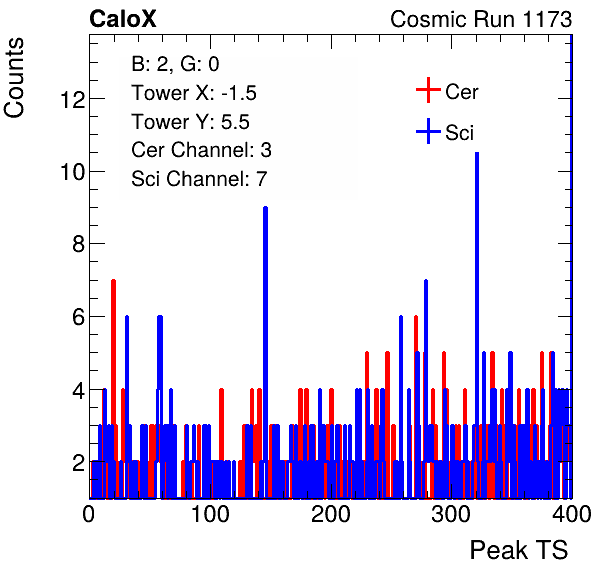 CaloX
Cosmic Run 1173
Counts
B: 2, G: 0
Tower X: -1.5
Tower Y: 5.5
Cer Channel: 3
Sci Channel: 7
Cer
Sci
12
10
8
6
4
2
0
100
200
300
400
Peak TS